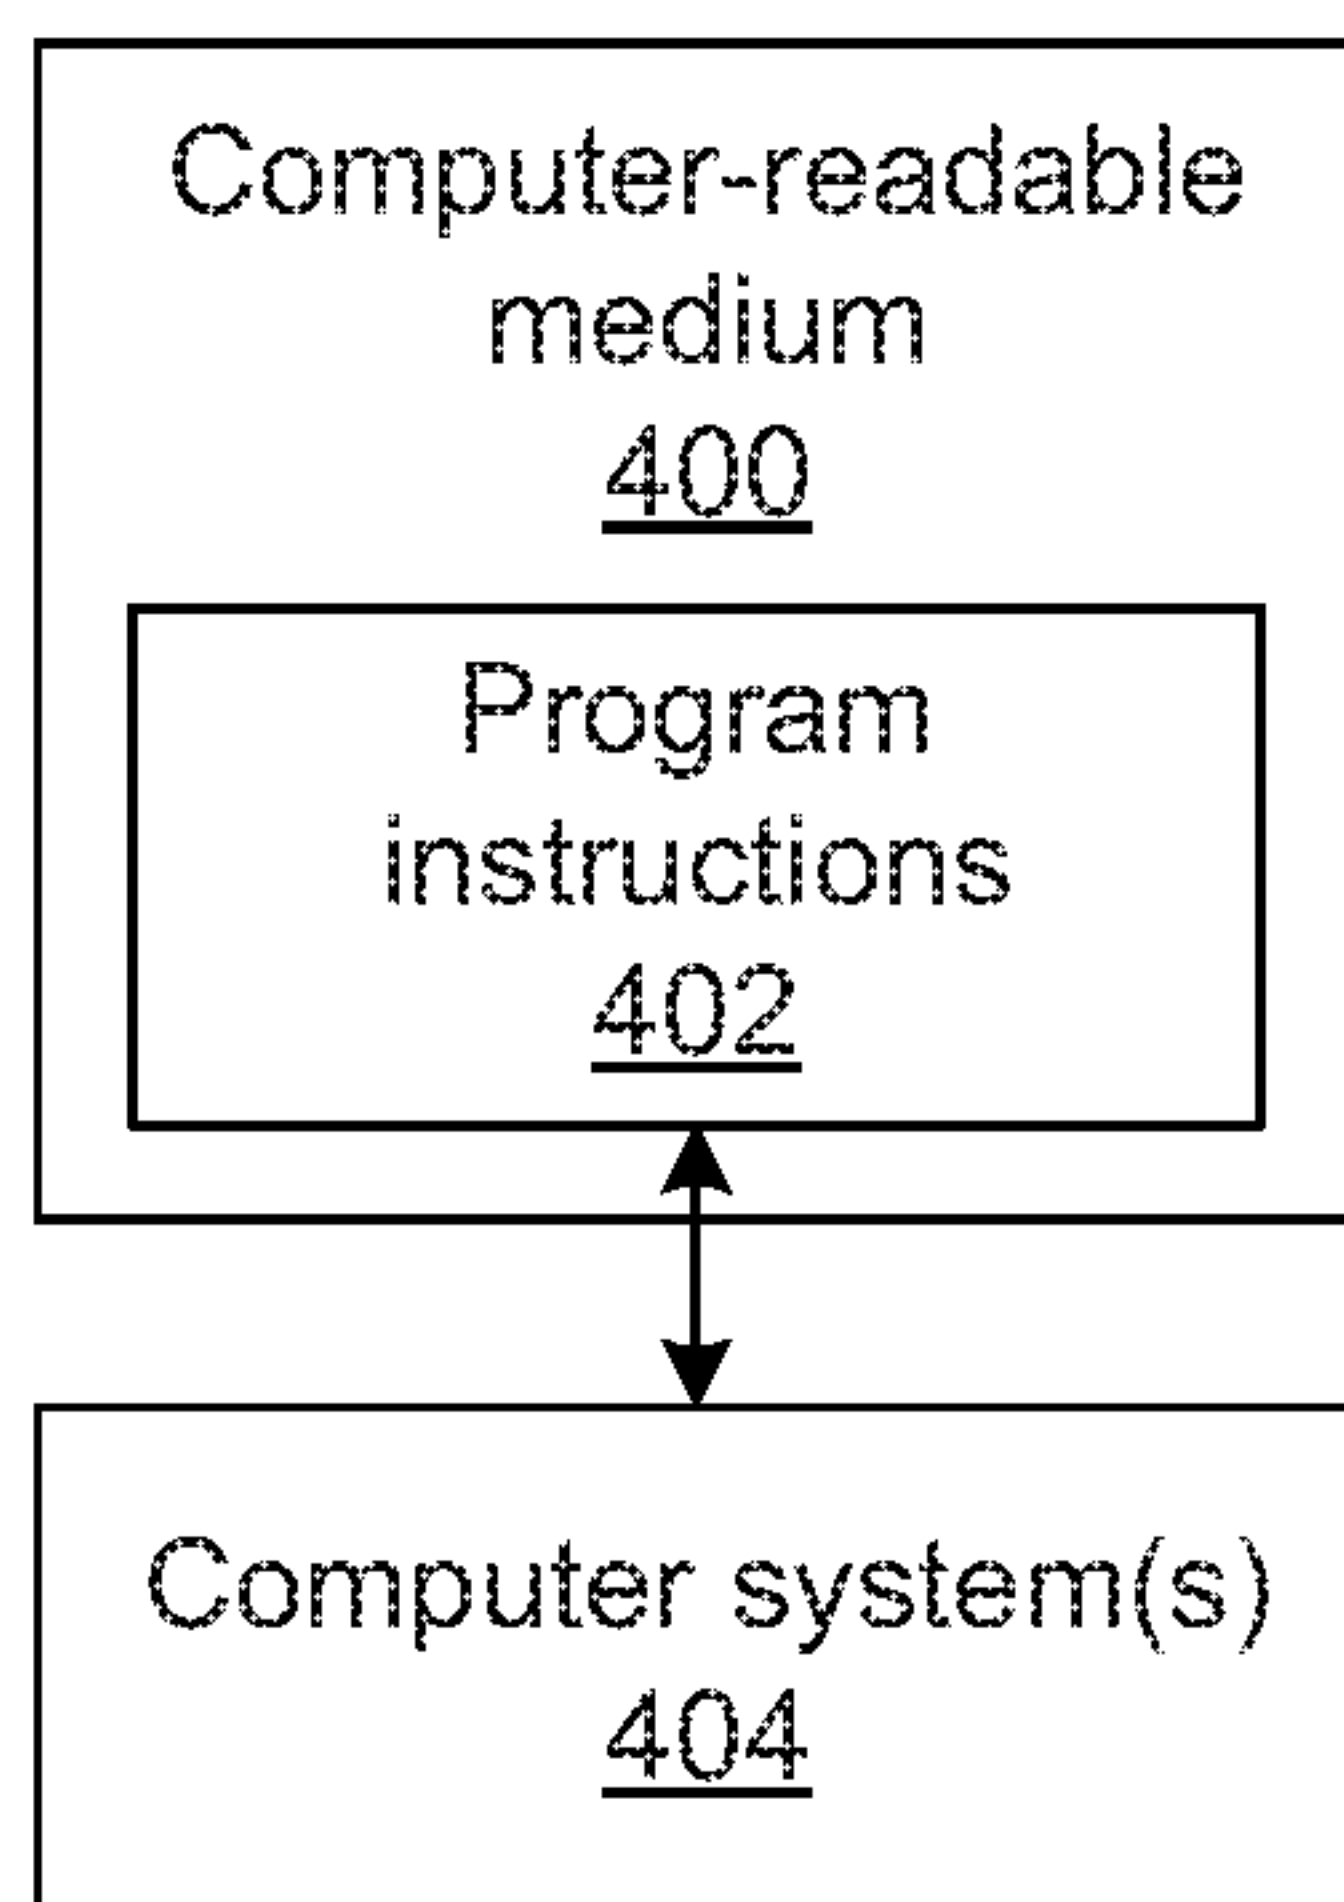 Computer-readable
medium
400
Program
instructions
402
Computer system(s)
404